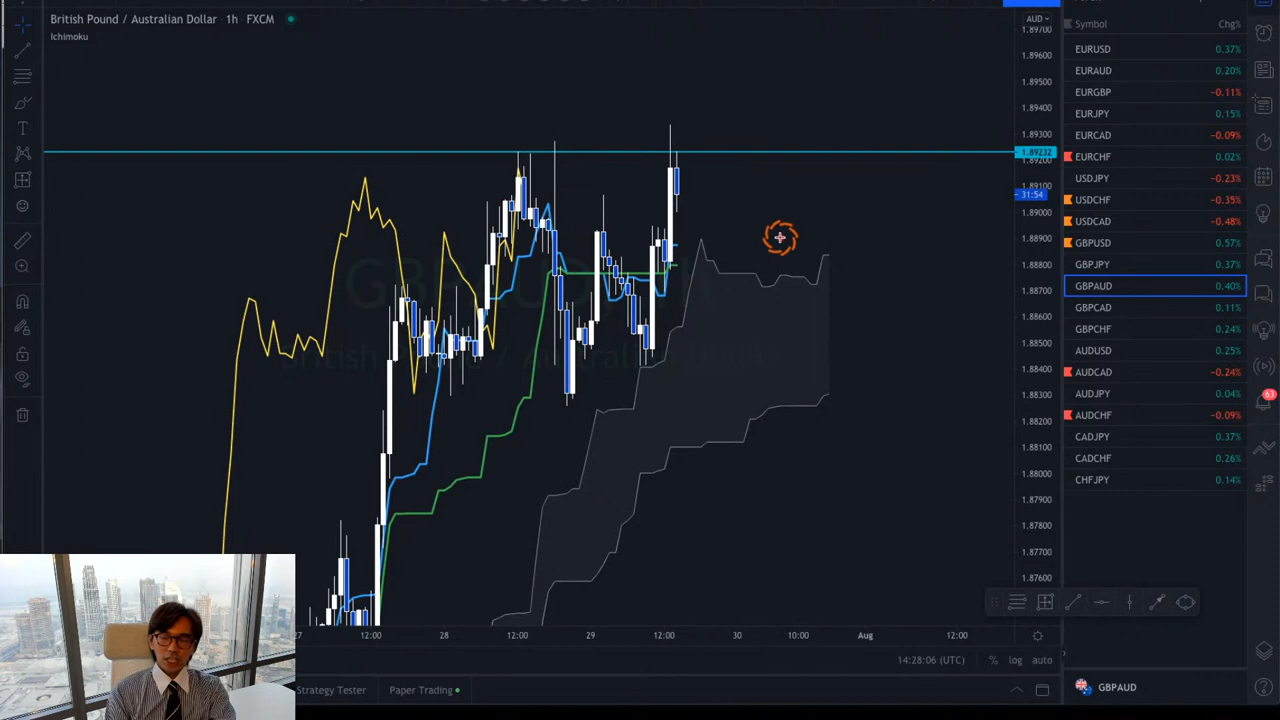 British Pound / Australian Dollar · 1h · FXCM
Ichimoku
AUD
1.89700
1.89600
1.89500
1.89400
1.89300
1.89232
1.89200
1.89100
31:54
1.89000
1.88900
1.88800
1.88700
1.88600
1.88500
1.88400
1.88300
1.88200
1.88100
1.88000
1.87900
1.87800
1.87700
1.87600
27 12:00 28 12:00 29 12:00 30 10:00 Aug 12:00
14:28:06 (UTC) % log auto
Strategy Tester Paper Trading
Symbol Chg%
EURUSD 0.37%
EURAUD 0.20%
EURGBP −0.11%
EURJPY 0.15%
EURCAD −0.09%
EURCHF 0.02%
USDJPY −0.23%
USDCHF −0.35%
USDCAD −0.48%
GBPUSD 0.57%
GBPJPY 0.37%
GBPAUD 0.40%
GBPCAD 0.11%
GBPCHF 0.24%
AUDUSD 0.25%
AUDCAD −0.24%
AUDJPY 0.04%
AUDCHF −0.09%
CADJPY 0.37%
CADCHF 0.26%
CHFJPY 0.14%
63
GBPAUD